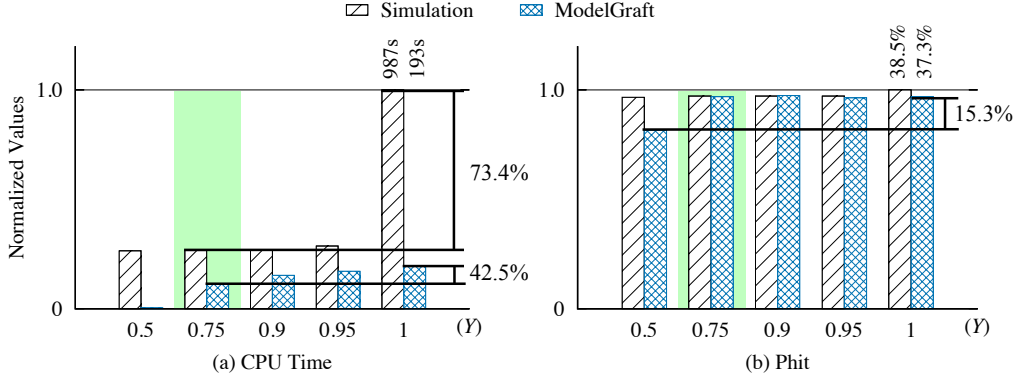 Simulation
ModelGraft
Normalized Values
1.0
0
987s
193s
73.4%
42.5%
0.5
0.75
0.9
0.95
1
(Y)
(a) CPU Time
1.0
0
38.5%
37.3%
15.3%
0.5
0.75
0.9
0.95
1
(Y)
(b) Phit